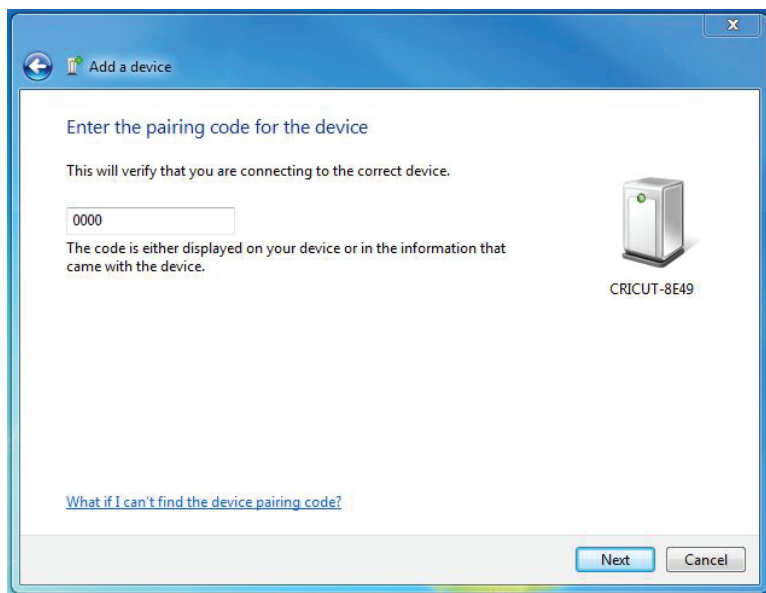 X
Add a device
Enter the pairing code for the device
This will verify that you are connecting to the correct device.
0000
The code is either displayed on your device or in the information that
came with the device.
CRICUT-8E49
What if I can't find the device pairing code?
Next
Cancel